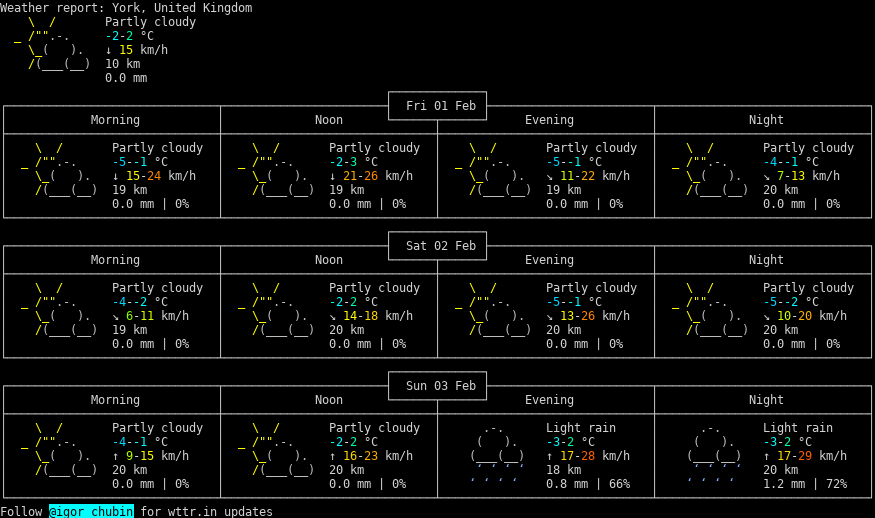 Weather report: York, United Kingdom
Partly cloudy
-2-2 °C
↓ 15 km/h
10 km
0.0 mm
Fri 01 Feb
Morning Noon Evening Night
Partly cloudy Partly cloudy Partly cloudy Partly cloudy
-5--1 °C -2-3 °C -5--1 °C -4--1 °C
↓ 15-24 km/h ↓ 21-26 km/h ↘ 11-22 km/h ↘ 7-13 km/h
19 km 19 km 19 km 20 km
0.0 mm | 0% 0.0 mm | 0% 0.0 mm | 0% 0.0 mm | 0%
Sat 02 Feb
Morning Noon Evening Night
Partly cloudy Partly cloudy Partly cloudy Partly cloudy
-4--2 °C -2-2 °C -5--1 °C -5--2 °C
↘ 6-11 km/h ↘ 14-18 km/h ↘ 13-26 km/h ↘ 10-20 km/h
19 km 20 km 20 km 20 km
0.0 mm | 0% 0.0 mm | 0% 0.0 mm | 0% 0.0 mm | 0%
Sun 03 Feb
Morning Noon Evening Night
Partly cloudy Partly cloudy Light rain Light rain
-4--1 °C -2-2 °C -3-2 °C -3-2 °C
↑ 9-15 km/h ↑ 16-23 km/h ↑ 17-28 km/h ↑ 17-29 km/h
20 km 20 km 18 km 20 km
0.0 mm | 0% 0.0 mm | 0% 0.8 mm | 66% 1.2 mm | 72%
Follow @igor_chubin for wttr.in updates